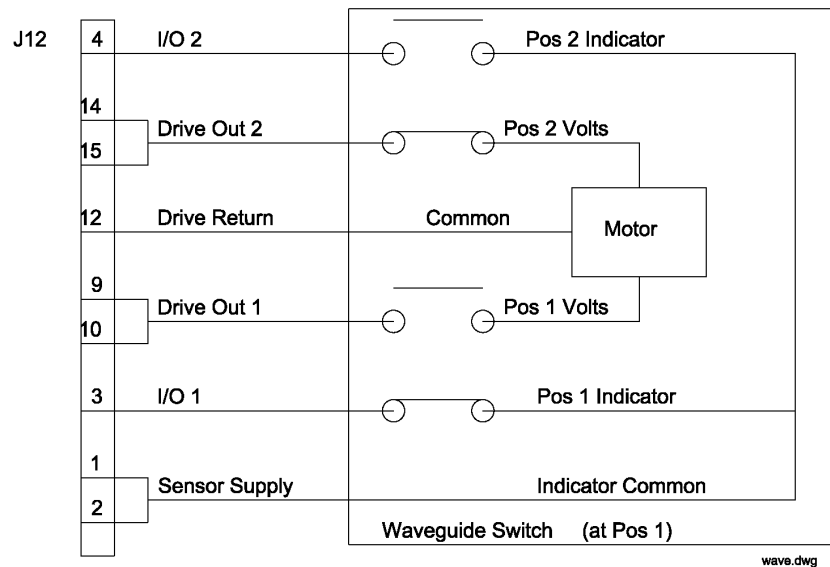 J12 4 I/O 2 Pos 2 Indicator
14
Drive Out 2 Pos 2 Volts
15
12 Drive Return Common Motor
9
Drive Out 1 Pos 1 Volts
10
3 I/O 1 Pos 1 Indicator
1
Sensor Supply Indicator Common
2
Waveguide Switch (at Pos 1)
wave.dwg